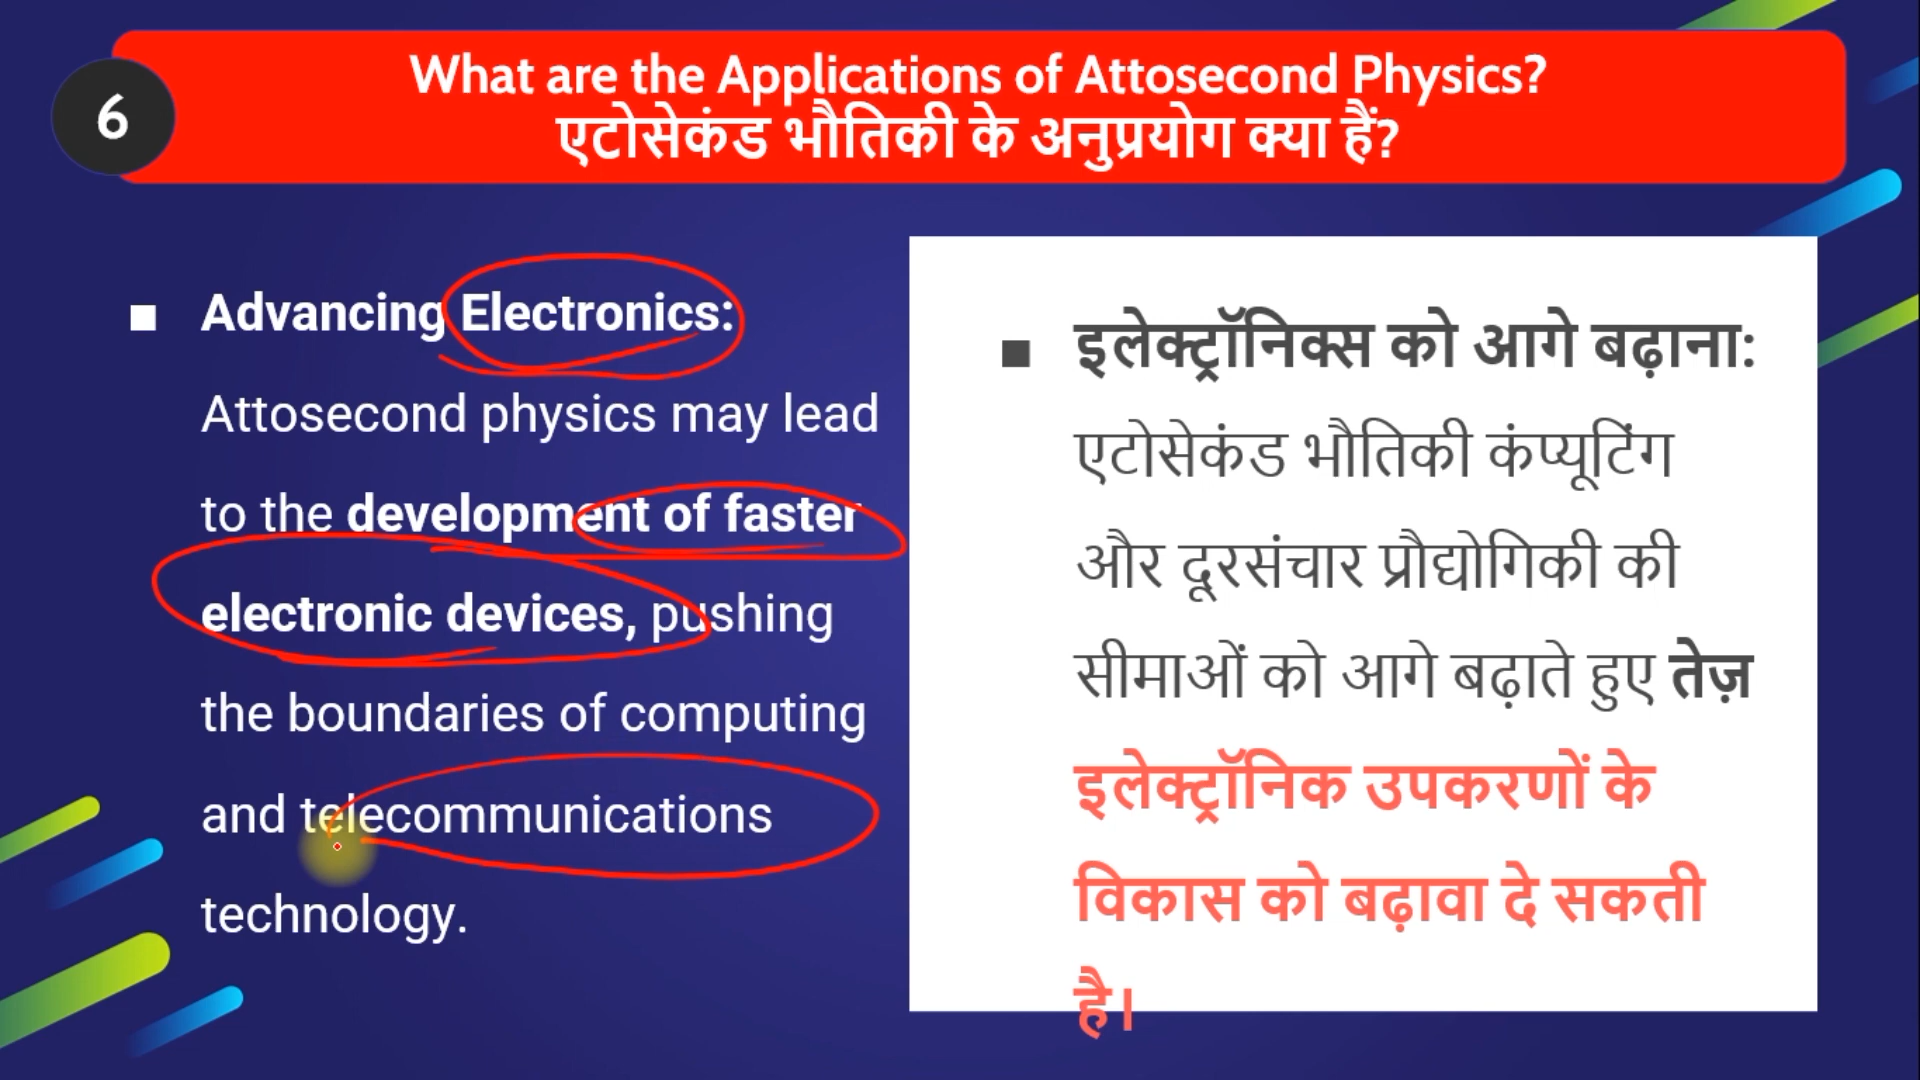 6
What are the Applications of Attosecond Physics?
एटोसेकंड भौतिकी के अनुप्रयोग क्या हैं?
▪ Advancing Electronics:
Attosecond physics may lead
to the development of faster
electronic devices, pushing
the boundaries of computing
and telecommunications
technology.
▪ इलेक्ट्रॉनिक्स को आगे बढ़ाना:
एटोसेकंड भौतिकी कंप्यूटिंग
और दूरसंचार प्रौद्योगिकी की
सीमाओं को आगे बढ़ाते हुए तेज़
इलेक्ट्रॉनिक उपकरणों के
विकास को बढ़ावा दे सकती
है।